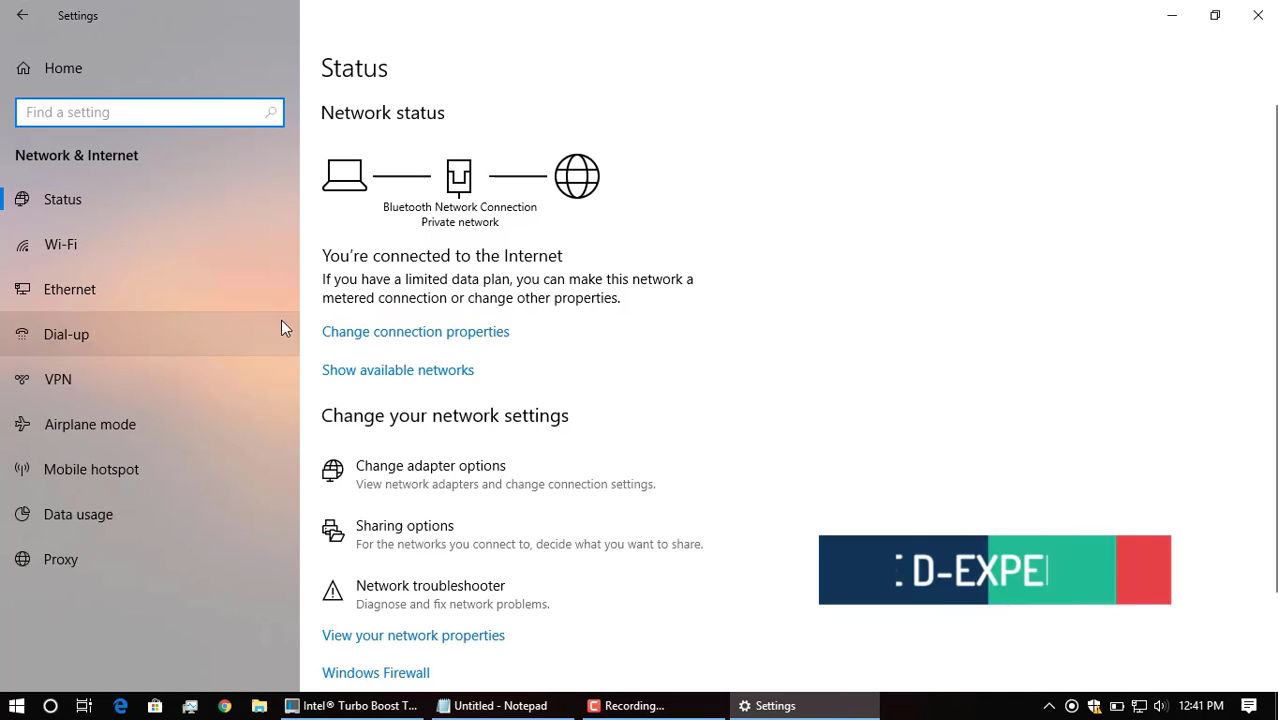 Settings
Home
Find a setting
Network & Internet
Status
Wi-Fi
Ethernet
Dial-up
VPN
Airplane mode
Mobile hotspot
Data usage
Proxy
Status
Network status
Bluetooth Network Connection
Private network
You're connected to the Internet
If you have a limited data plan, you can make this network a
metered connection or change other properties.
Change connection properties
Show available networks
Change your network settings
Change adapter options
View network adapters and change connection settings.
Sharing options
For the networks you connect to, decide what you want to share.
Network troubleshooter
Diagnose and fix network problems.
View your network properties
Windows Firewall
D-EXPE
Intel® Turbo Boost T...
Untitled - Notepad
Recording...
Settings
12:41 PM